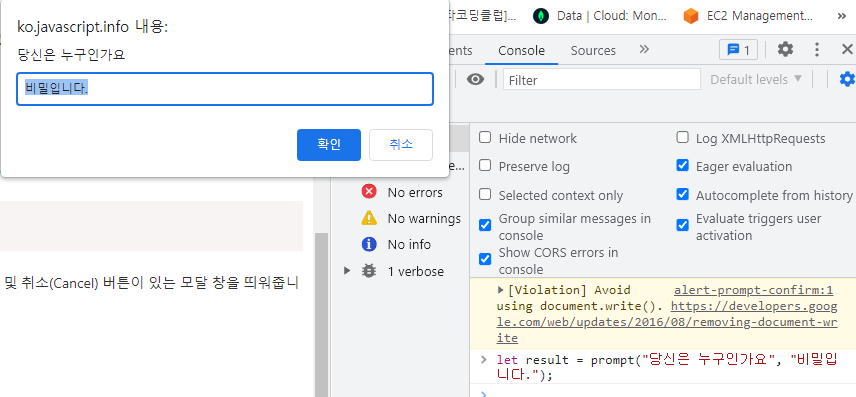 ko.javascript.info 내용:
당신은 누구인가요
비밀입니다.
확인
취소
및 취소(Cancel) 버튼이 있는 모달 창을 띄워줍니
타코딩클럽]...
Data | Cloud: Mon...
EC2 Management...
»
ents
Console
Sources
»
1
Filter
Default levels ▼
Hide network
Log XMLHttpRequests
Preserve log
Eager evaluation
Selected context only
Autocomplete from history
Group similar messages in
console
Evaluate triggers user
activation
Show CORS errors in
console
e...
No errors
No warnings
No info
1 verbose
[Violation] Avoid alert-prompt-confirm:1
using document.write(). https://developers.goog
le.com/web/updates/2016/08/removing-document-wr
ite
> let result = prompt("당신은 누구인가요", "비밀입
니다.");
>